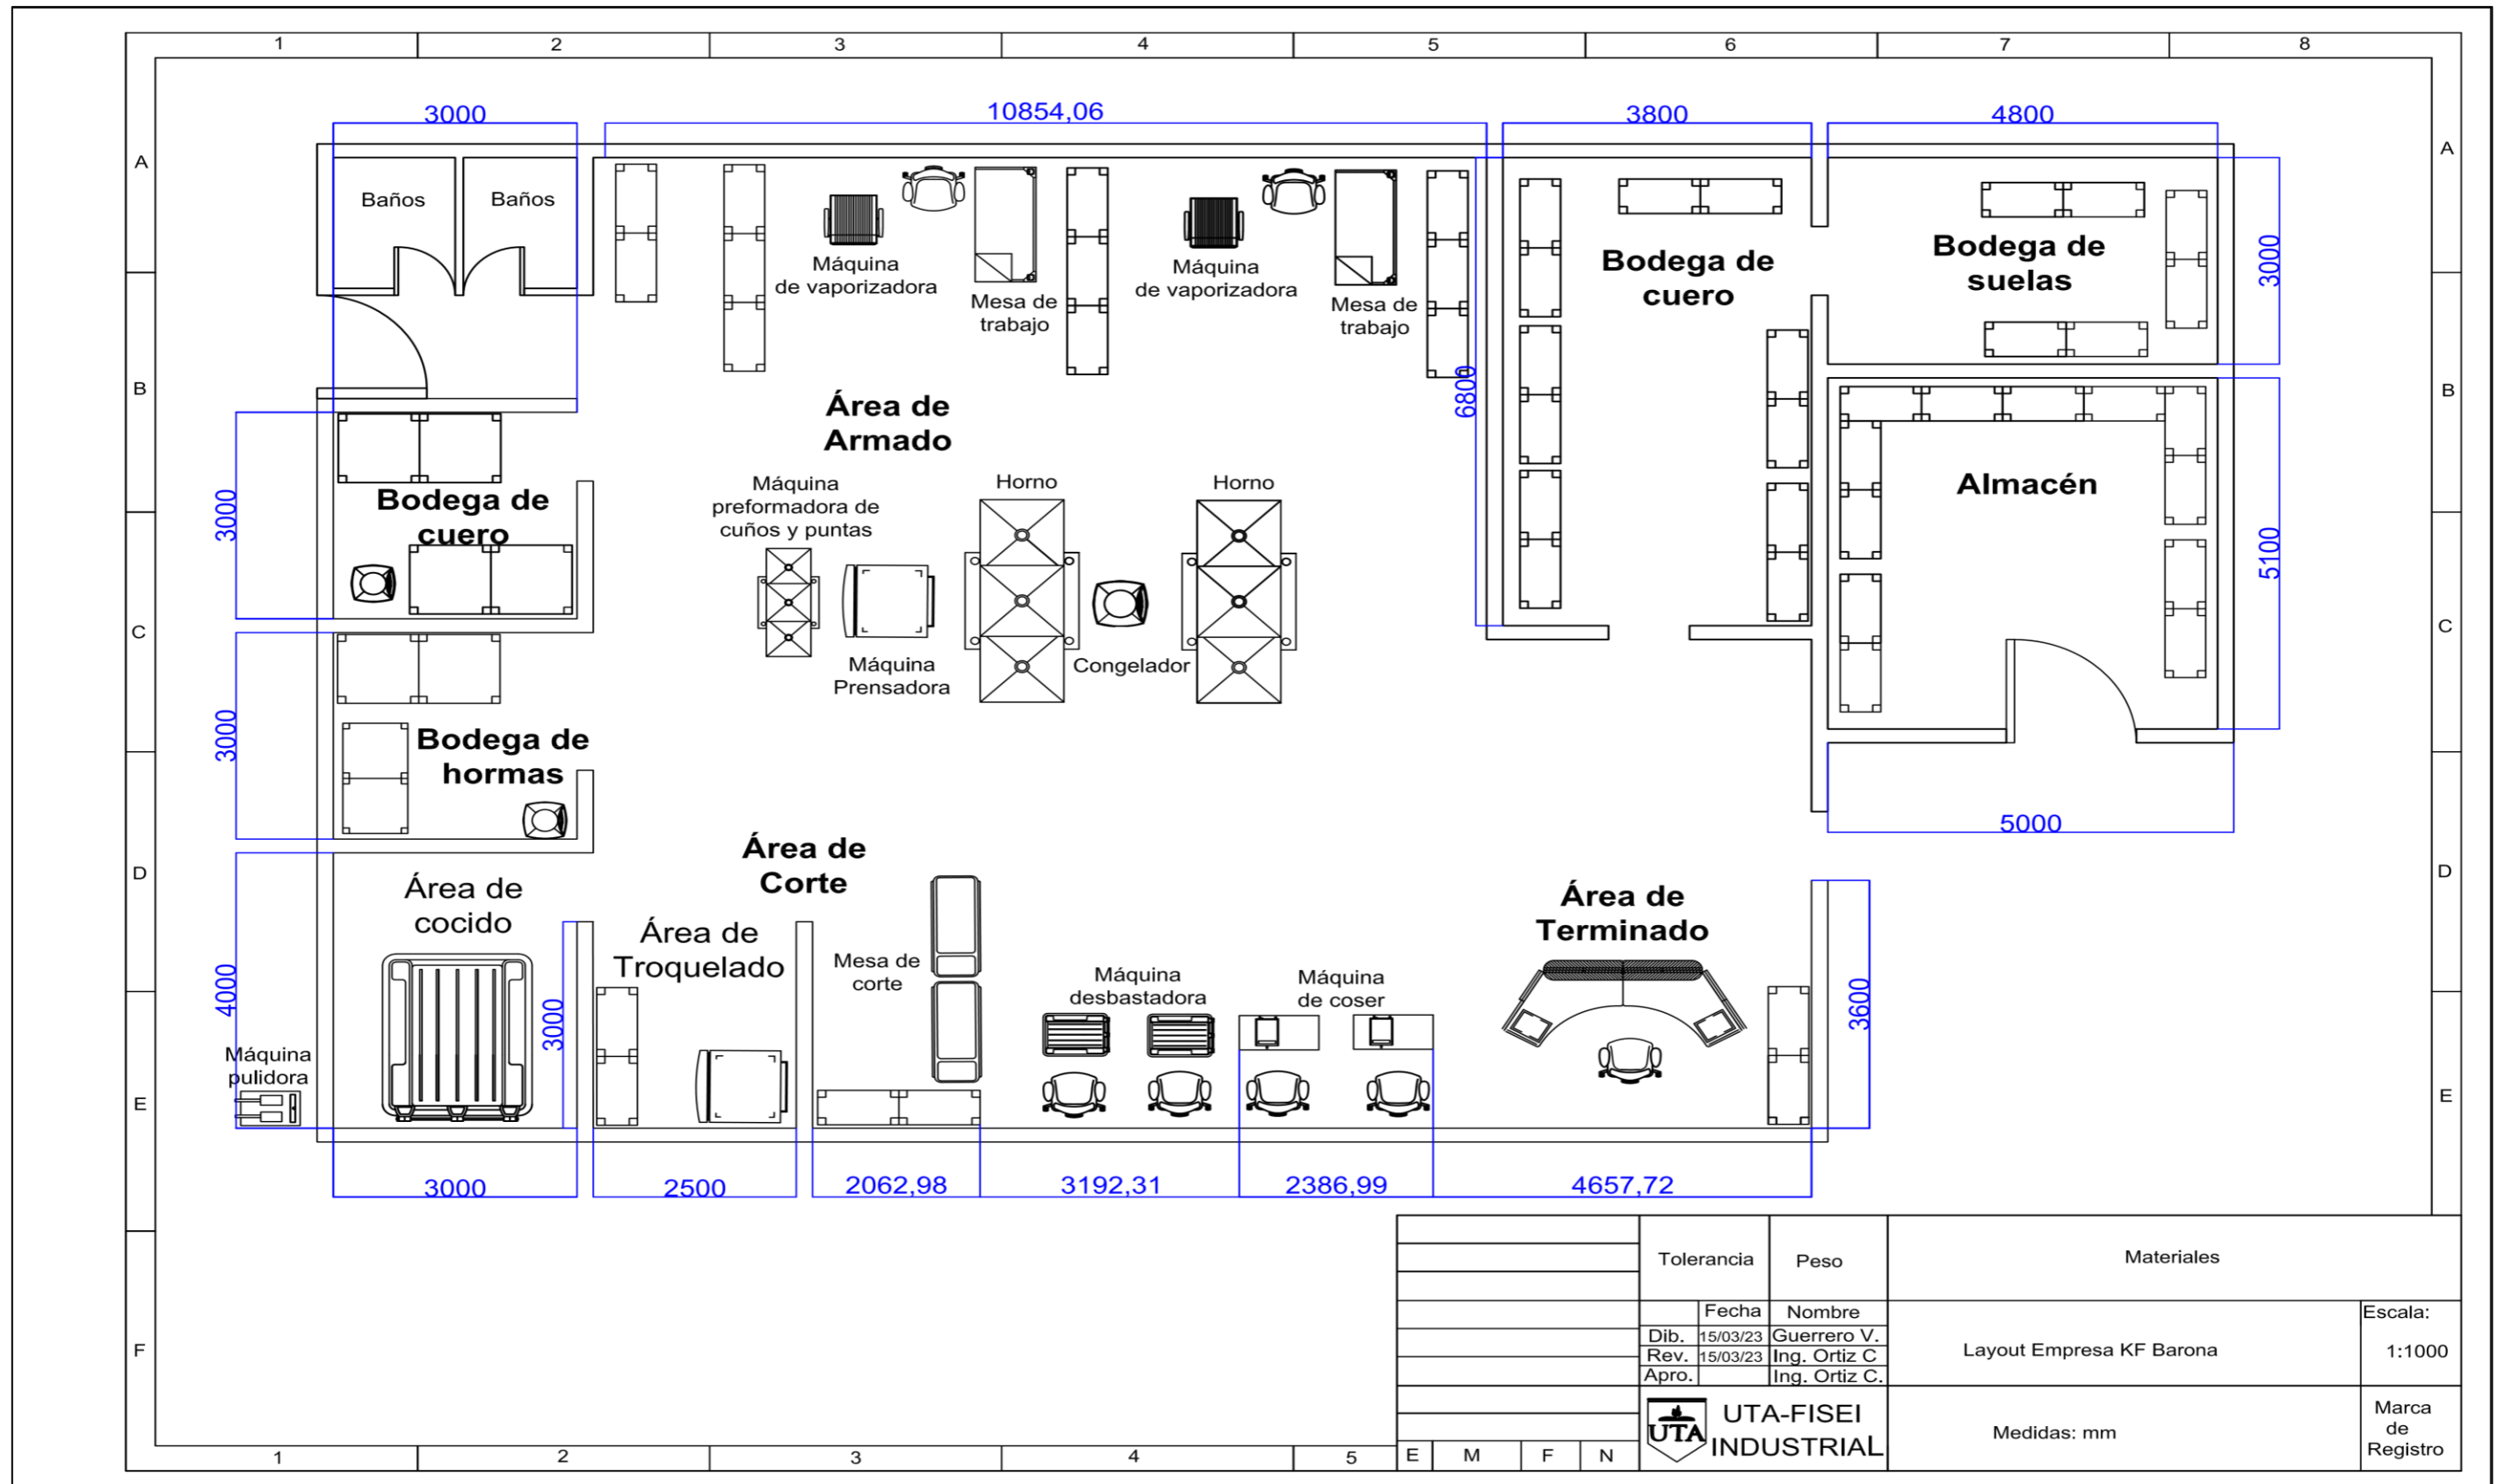 1 2 3 4 5 6 7 8
3000 10854,06 3800 4800
A A
Baños Baños
Máquina
de vaporizadora
Mesa de
trabajo
Máquina
de vaporizadora
Mesa de
trabajo
Bodega de
cuero
Bodega de
suelas
3000
B B
6800
Área de
Armado
3000
Bodega de
cuero
Máquina
preformadora de
cuños y puntas
Horno
Horno
Almacén
5100
C C
Máquina
Prensadora
Congelador
3000
Bodega de
hormas
5000
D D
Área de
Corte
Área de
cocido
Área de
Troquelado
Mesa de
corte
Máquina
desbastadora
Máquina
de coser
Área de
Terminado
4000
3000
3600
Máquina
pulidora
E E
3000 2500 2062,98 3192,31 2386,99 4657,72
Tolerancia Peso Materiales
Fecha Nombre
Dib. 15/03/23 Guerrero V.
Rev. 15/03/23 Ing. Ortiz C
Apro. Ing. Ortiz C.
Layout Empresa KF Barona
Escala:
1:1000
F
UTA
UTA-FISEI
INDUSTRIAL
Medidas: mm
Marca
de
Registro
1 2 3 4 5 E M F N